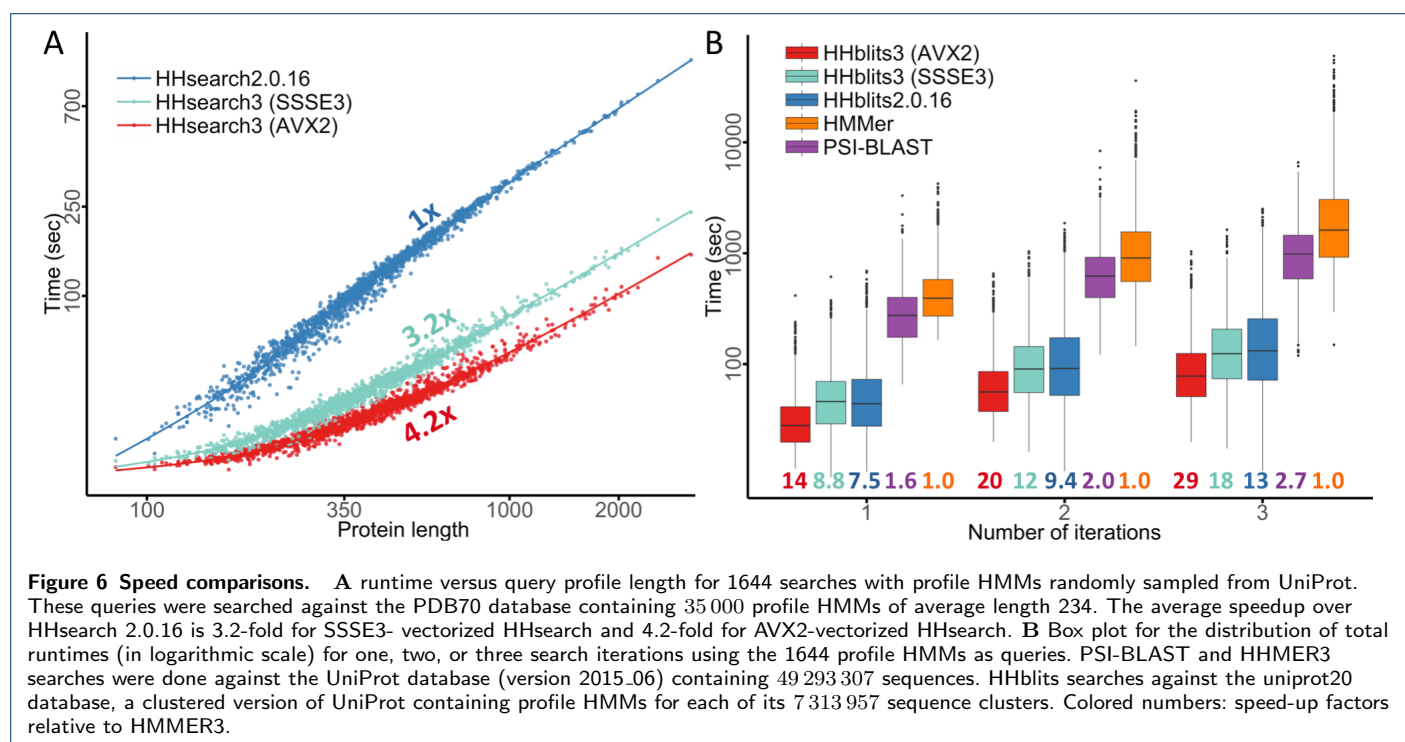 A
HHsearch2.0.16
HHsearch3 (SSSE3)
HHsearch3 (AVX2)
Time (sec)
700
250
100
1x
3.2x
4.2x
100
350
1000
2000
Protein length
B
HHblits3 (AVX2)
HHblits3 (SSSE3)
HHblits2.0.16
HMMer
PSI-BLAST
Time (sec)
10000
1000
100
14 8.8 7.5 1.6 1.0 20 12 9.4 2.0 1.0 29 18 13 2.7 1.0
1
2
3
Number of iterations
Figure 6 Speed comparisons. A runtime versus query profile length for 1644 searches with profile HMMs randomly sampled from UniProt.
These queries were searched against the PDB70 database containing 35 000 profile HMMs of average length 234. The average speedup over
HHsearch 2.0.16 is 3.2-fold for SSSE3- vectorized HHsearch and 4.2-fold for AVX2-vectorized HHsearch. B Box plot for the distribution of total
runtimes (in logarithmic scale) for one, two, or three search iterations using the 1644 profile HMMs as queries. PSI-BLAST and HHMER3
searches were done against the UniProt database (version 2015_06) containing 49 293 307 sequences. HHblits searches against the uniprot20
database, a clustered version of UniProt containing profile HMMs for each of its 7 313 957 sequence clusters. Colored numbers: speed-up factors
relative to HMMER3.